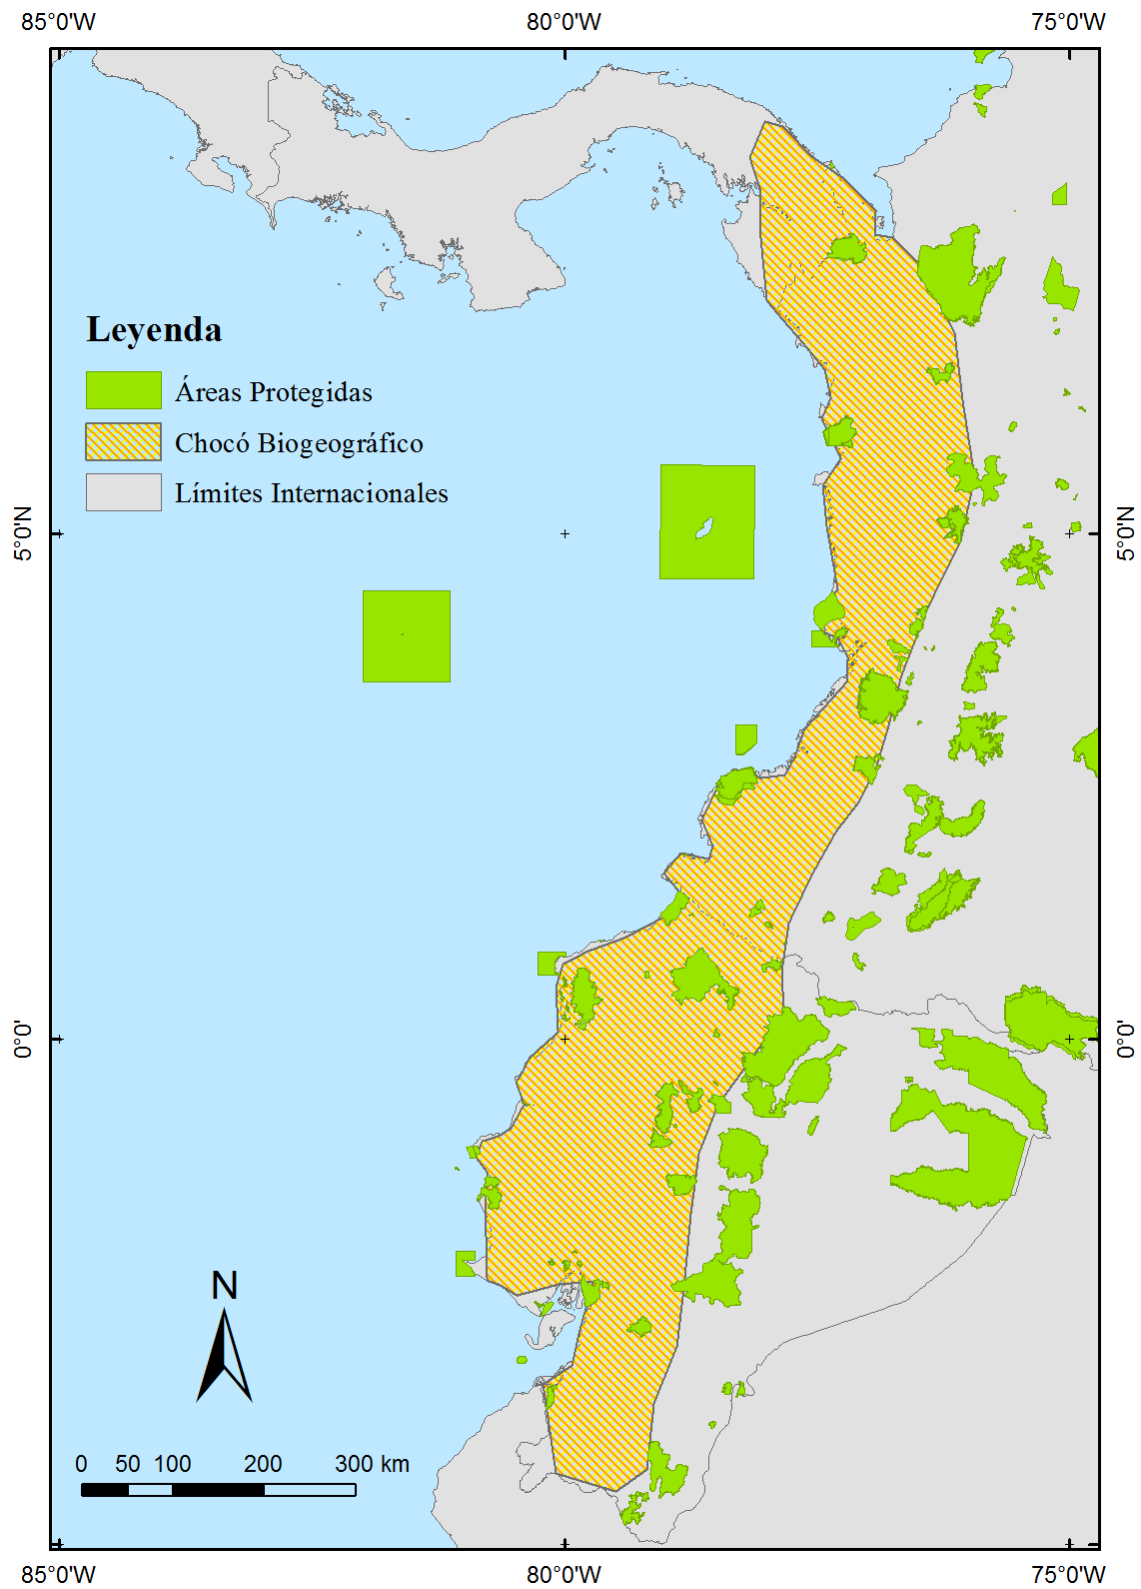 85°0'W 80°0'W 75°0'W
Leyenda
Áreas Protegidas
Chocó Biogeográfico
Límites Internacionales
5°0'N 5°0'N
0°0' 0°0'
N
0 50 100 200 300 km
85°0'W 80°0'W 75°0'W